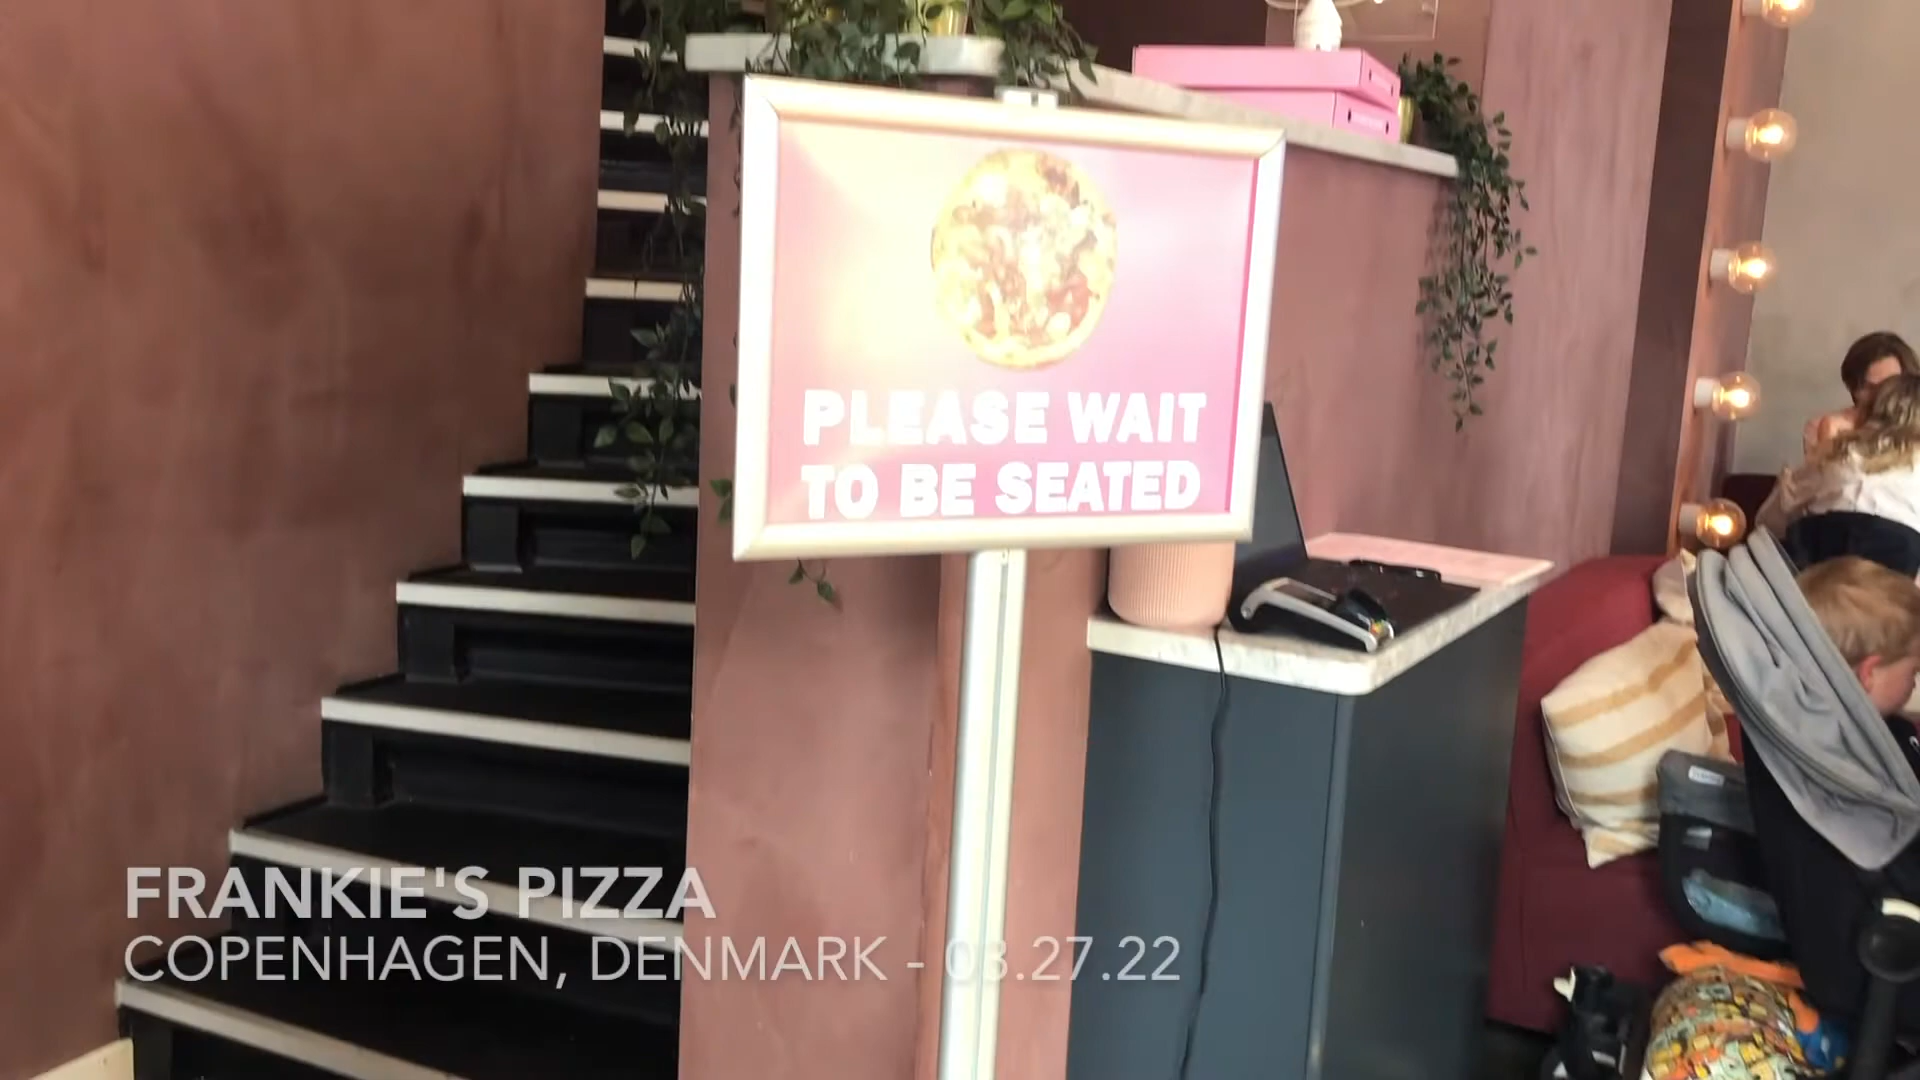 PLEASE WAIT
TO BE SEATED
FRANKIE'S PIZZA
COPENHAGEN, DENMARK - 03.27.22